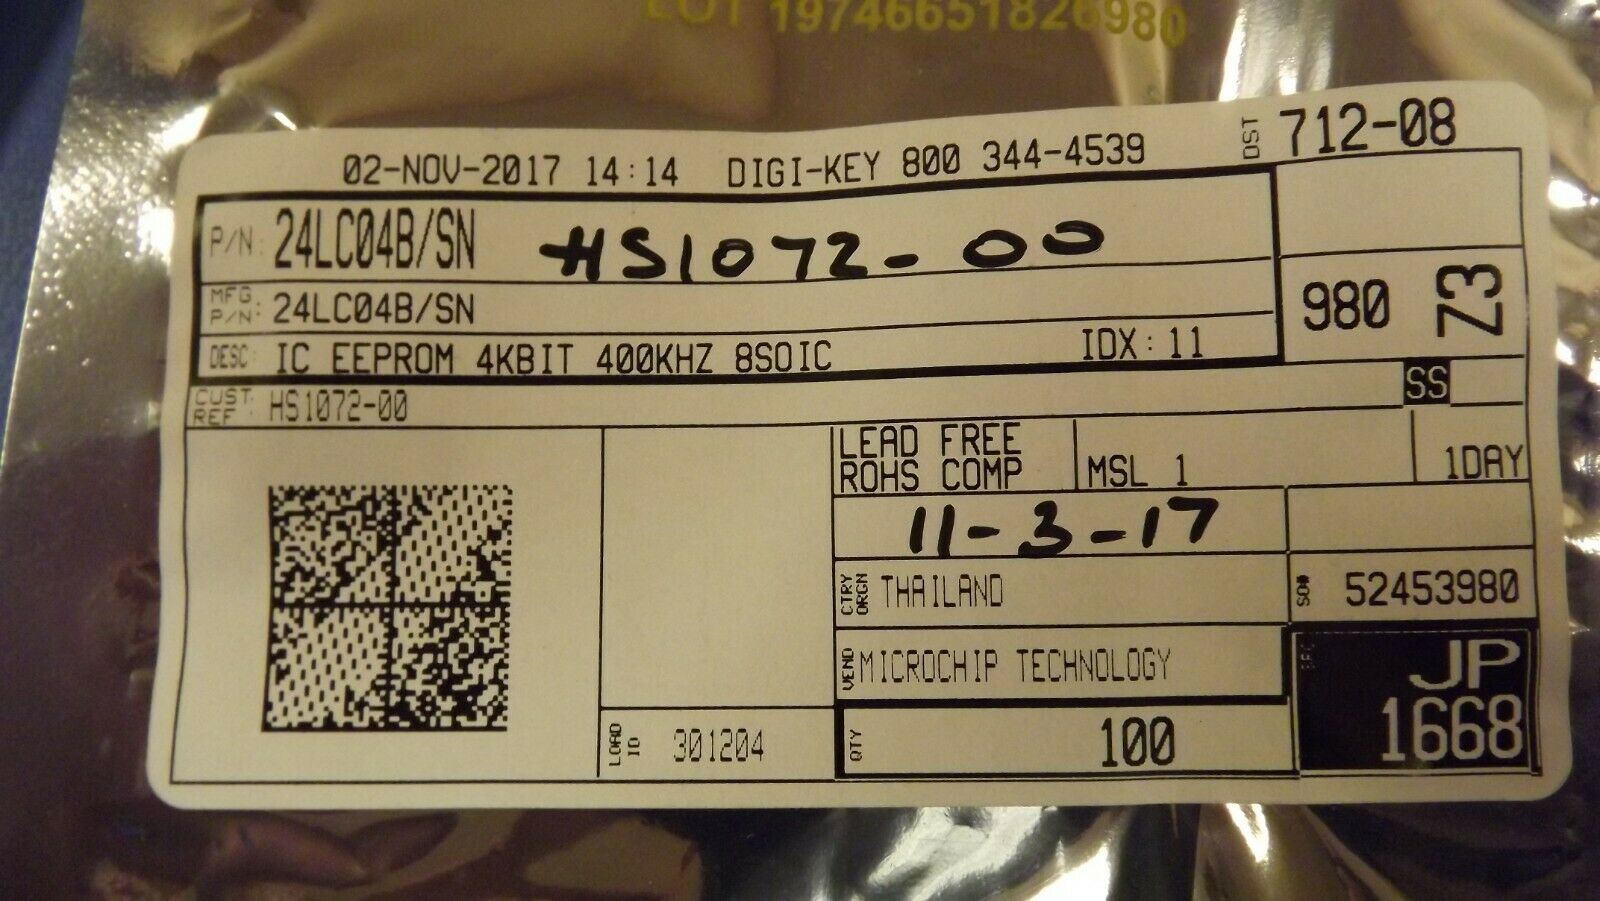 LOT 19746651826980
02-NOV-2017 14:14 DIGI-KEY 800 344-4539 DST 712-08
P/N: 24LC04B/SN HS1072-00
MFG. P/N: 24LC04B/SN
980 Z3
DESC: IC EEPROM 4KBIT 400KHZ 8SOIC IDX: 11
SS
CUST. REF HS1072-00
LEAD FREE
ROHS COMP MSL 1 1DAY
11-3-17
CTRY ORGN THAILAND SO# 52453980
VEND MICROCHIP TECHNOLOGY
JP
1668
LOAD ID 301204 QTY 100